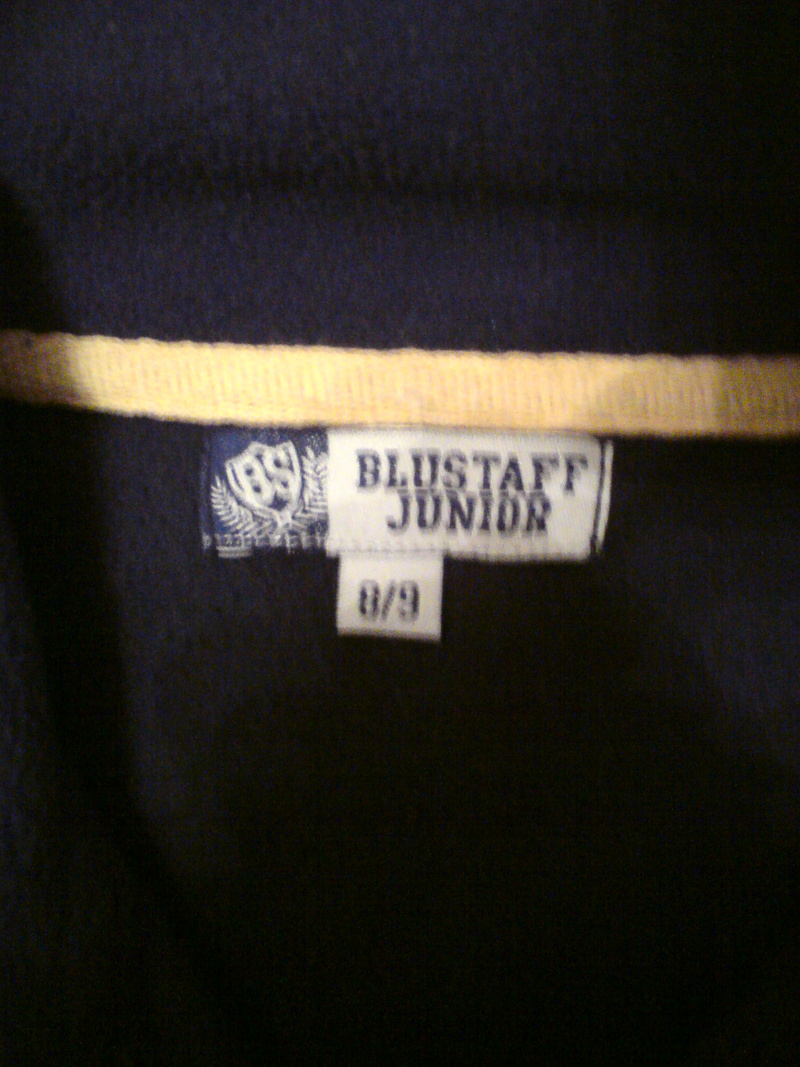 BS
BLUSTAFF
JUNIOR
8/9